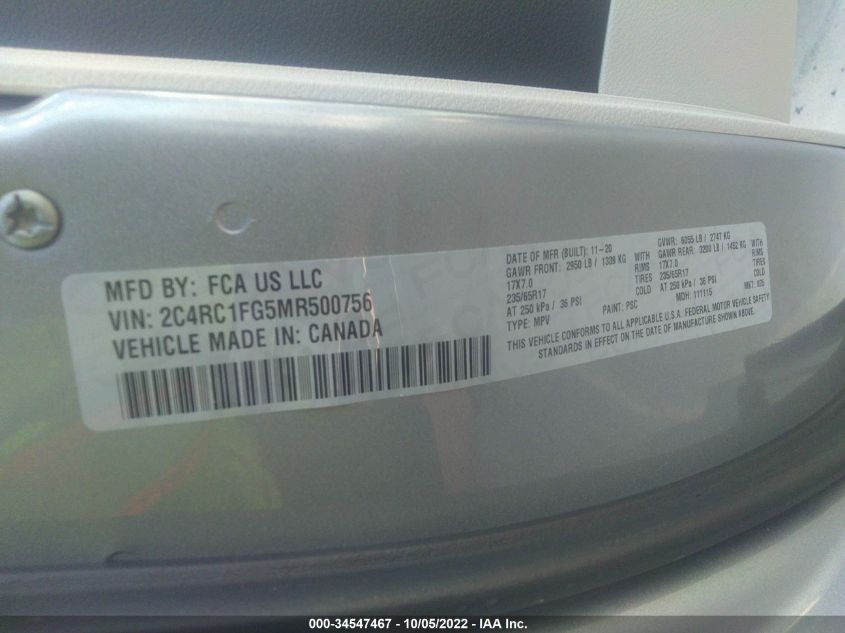 MFD BY: FCA US LLC
VIN: 2C4RC1FG5MR500756
VEHICLE MADE IN: CANADA
DATE OF MFR (BUILT): 11-20 GVWR: 6055 LB / 2747 KG
GAWR FRONT: 2950 LB / 1339 KG WITH GAWR REAR: 3200 LB / 1452 KG WITH
17X7.0 RIMS 17X7.0 RIMS
235/65R17 TIRES 235/65R17 TIRES
AT 250 kPa / 36 PSI COLD AT 250 kPa / 36 PSI COLD
TYPE: MPV PAINT: PSC MDH: 111115 MKT:
THIS VEHICLE CONFORMS TO ALL APPLICABLE U.S.A. FEDERAL MOTOR VEHICLE SAFETY
STANDARDS IN EFFECT ON THE DATE OF MANUFACTURE SHOWN ABOVE.
000-34547467 - 10/05/2022 - IAA Inc.